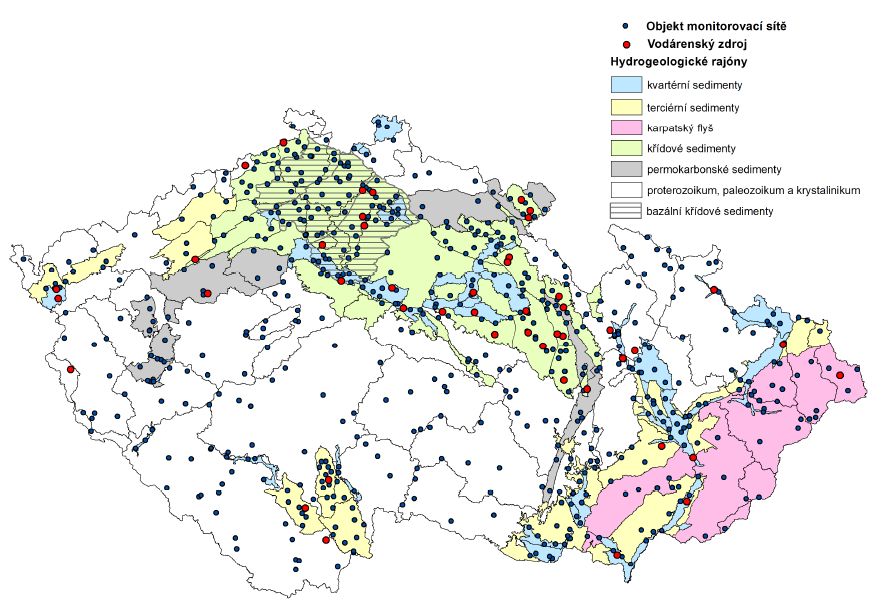 Objekt monitorovací sítě
Vodárenský zdroj
Hydrogeologické rajóny
kvartérní sedimenty
terciérní sedimenty
karpatský flyš
křídové sedimenty
permokarbonské sedimenty
proterozoikum, paleozoikum a krystalinikum
bazální křídové sedimenty